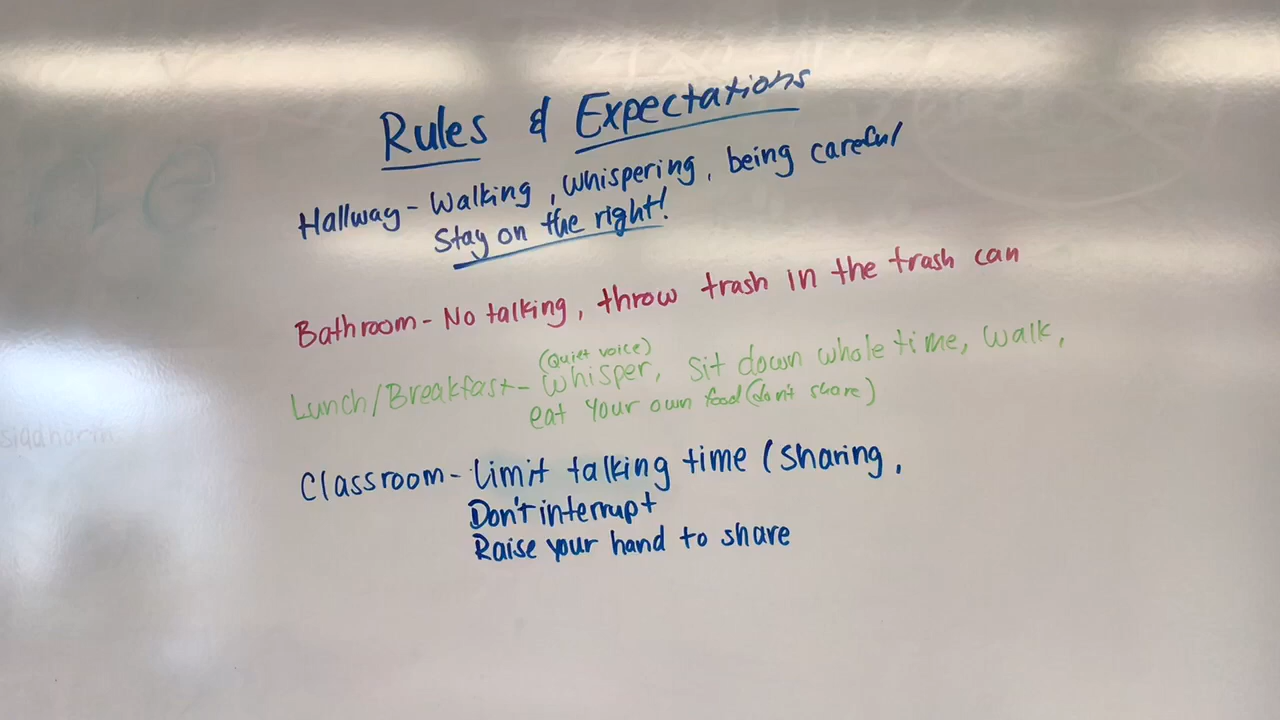 Rules & Expectations
Hallway - Walking, whispering, being careful
Stay on the right!
Bathroom - No talking, throw trash in the trash can
(Quiet voice)
Lunch/Breakfast - whisper, sit down whole time, walk,
eat your own food (don't share)
Classroom - Limit talking time (sharing,
Don't interrupt
Raise your hand to share